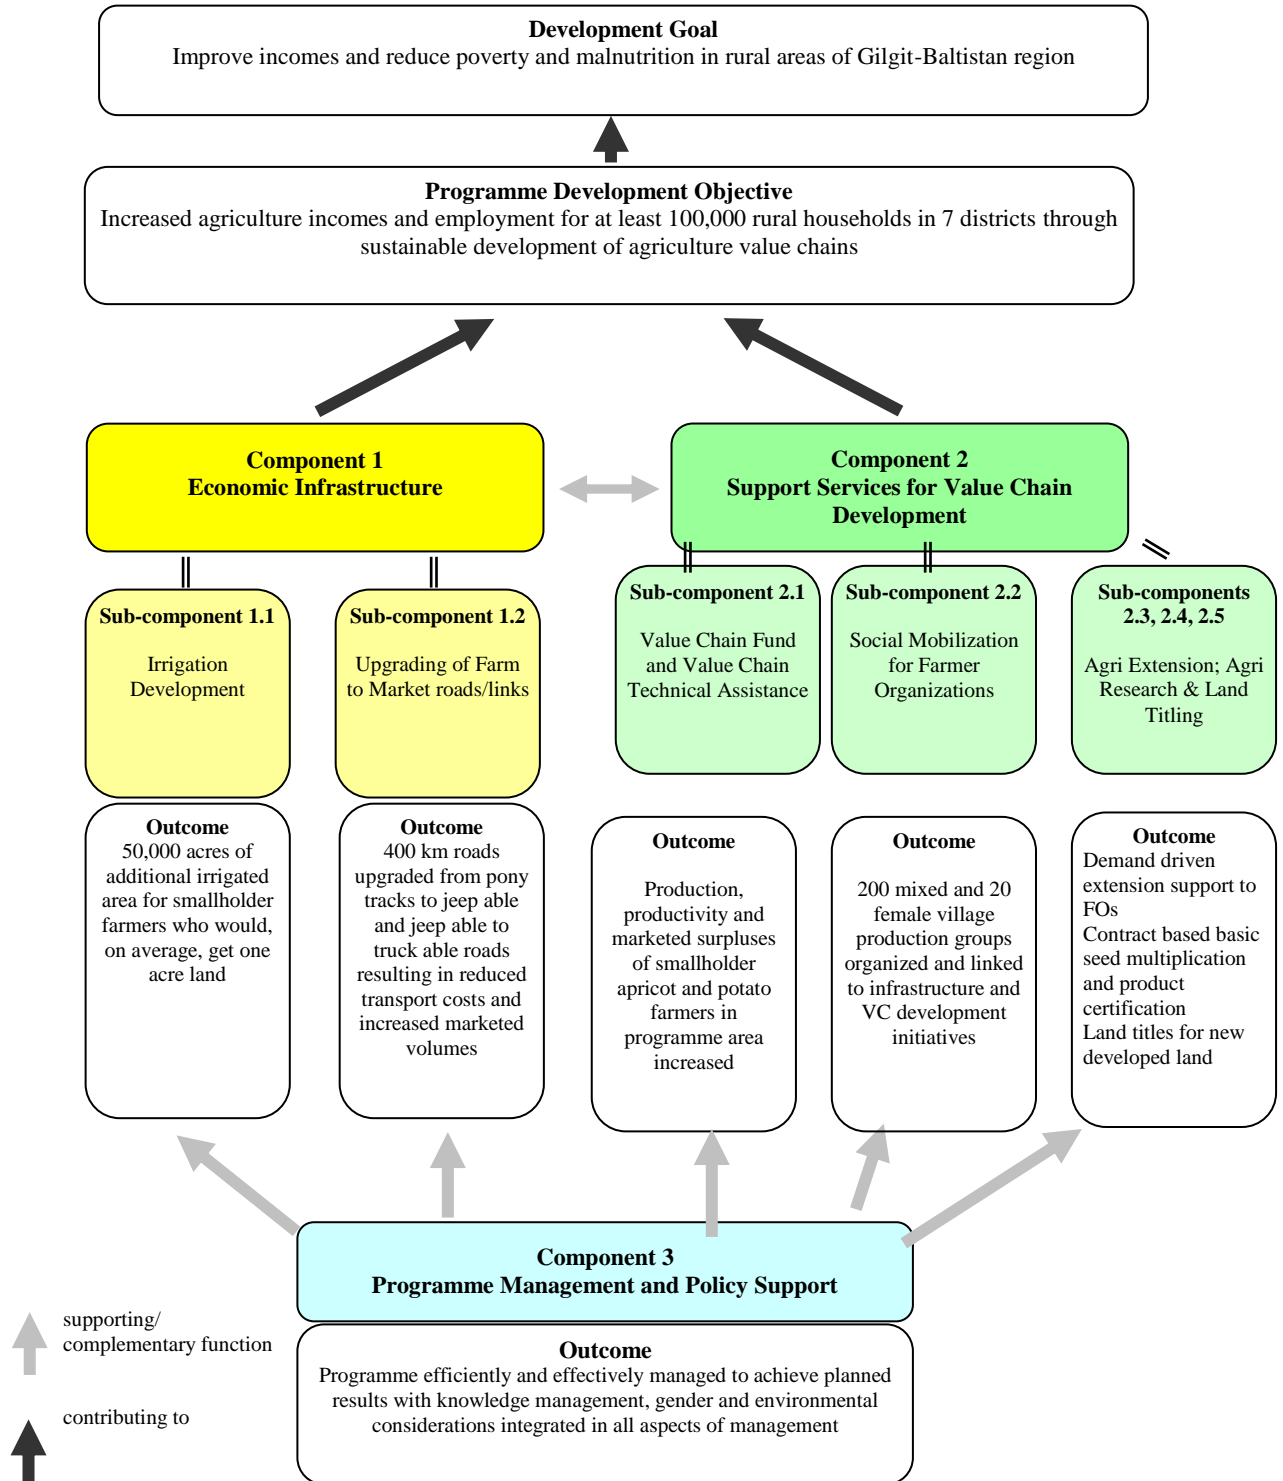 Development Goal
Improve incomes and reduce poverty and malnutrition in rural areas of Gilgit-Baltistan region
Programme Development Objective
Increased agriculture incomes and employment for at least 100,000 rural households in 7 districts through
sustainable development of agriculture value chains
Component 1
Economic Infrastructure
Component 2
Support Services for Value Chain
Development
Sub-component 1.1
Irrigation
Development
Sub-component 1.2
Upgrading of Farm
to Market roads/links
Sub-component 2.1
Value Chain Fund
and Value Chain
Technical Assistance
Sub-component 2.2
Social Mobilization
for Farmer
Organizations
Sub-components
2.3, 2.4, 2.5
Agri Extension; Agri
Research & Land
Titling
Outcome
50,000 acres of
additional irrigated
area for smallholder
farmers who would,
on average, get one
acre land
Outcome
400 km roads
upgraded from pony
tracks to jeep able
and jeep able to
truck able roads
resulting in reduced
transport costs and
increased marketed
volumes
Outcome
Production,
productivity and
marketed surpluses
of smallholder
apricot and potato
farmers in
programme area
increased
Outcome
200 mixed and 20
female village
production groups
organized and linked
to infrastructure and
VC development
initiatives
Outcome
Demand driven
extension support to
FOs
Contract based basic
seed multiplication
and product
certification
Land titles for new
developed land
Component 3
Programme Management and Policy Support
Outcome
Programme efficiently and effectively managed to achieve planned
results with knowledge management, gender and environmental
considerations integrated in all aspects of management
supporting/
complementary function
contributing to